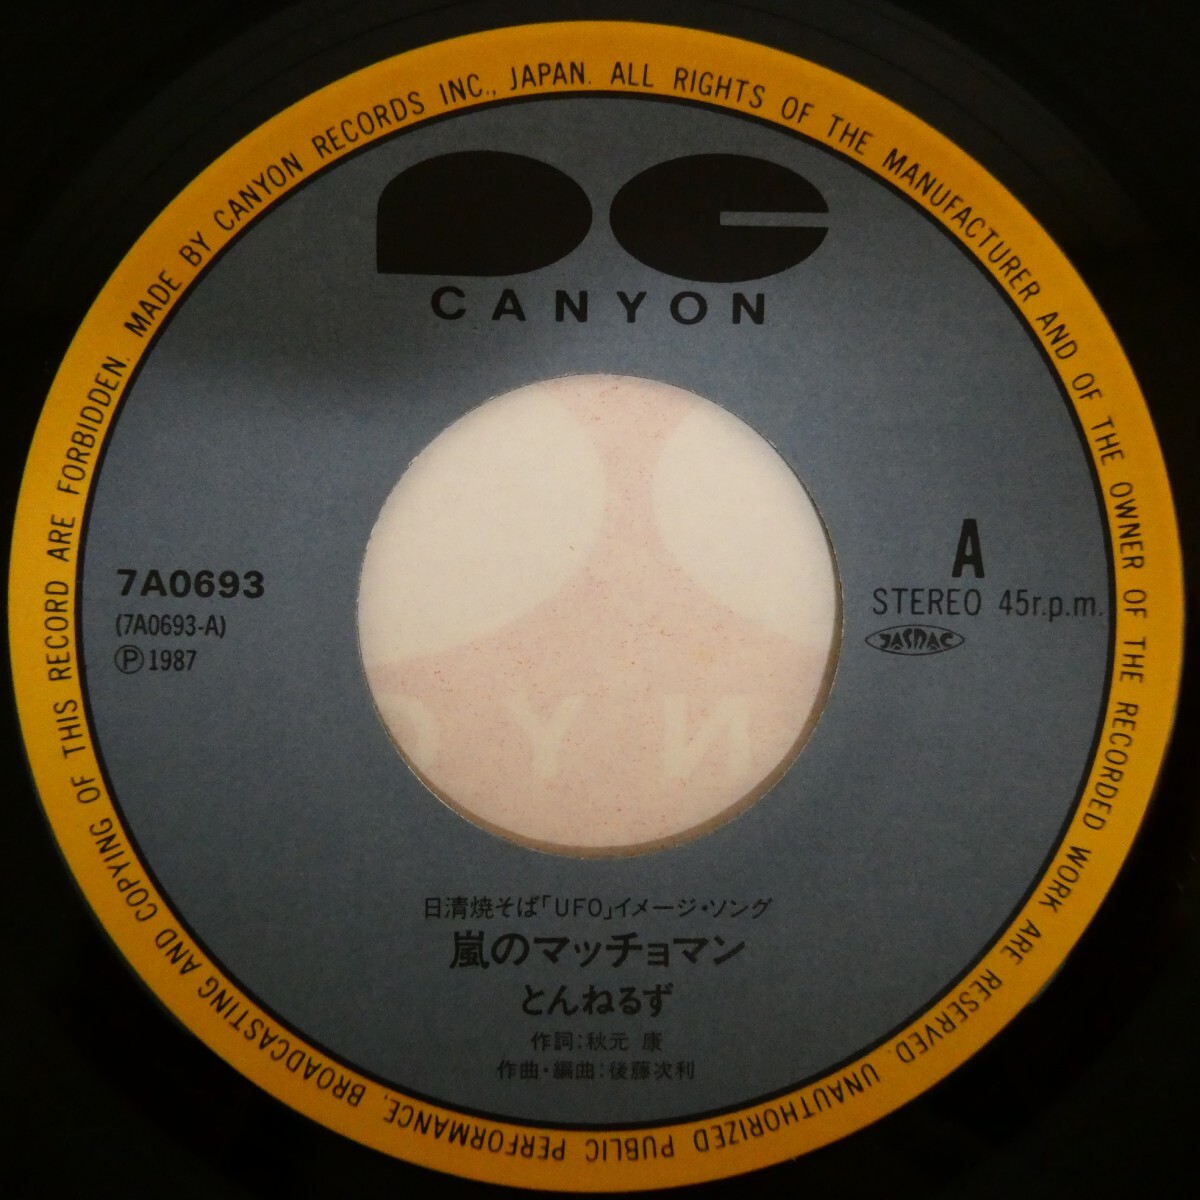 MADE BY CANYON RECORDS INC., JAPAN. ALL RIGHTS OF THE MANUFACTURER AND OF THE OWNER OF THE RECORDED WORK ARE RESERVED. UNAUTHORIZED PUBLIC PERFORMANCE, BROADCASTING AND COPYING OF THIS RECORD ARE FORBIDDEN.
CANYON
7A0693
(7A0693-A)
Ⓟ 1987
A
STEREO 45r.p.m.
JASRAC
日清焼そば「UFO」イメージ・ソング
嵐のマッチョマン
とんねるず
作詞:秋元 康
作曲・編曲:後藤次利